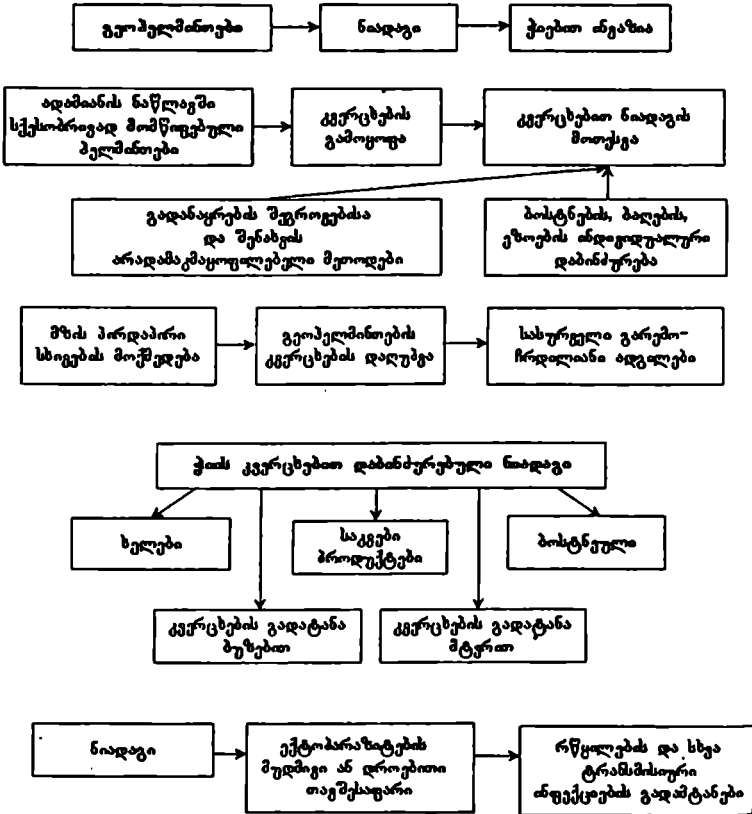 გეოჰელმინთები
ნიადაგი
ჭიებით ინვაზია
ადამიანის ნაწლავში
სქესობრივად მომწიფებული
ჰელმინთები
კვერცხების
გამოყოფა
კვერცხებით ნიადაგის
მოთესვა
გადანაყრების შეგროვებისა
და შენახვის
არადამაკმაყოფილებელი მეთოდები
ბოსტნების, ბაღების,
ეზოების ინდივიდუალური
დაბინძურება
მზის პირდაპირი
სხივების მოქმედება
გეოჰელმინთების
კვერცხების დაღუპვა
სასურველი გარემო-
ჩრდილიანი ადგილები
ჭიის კვერცხებით დაბინძურებული ნიადაგი
ხელები
საკვები
პროდუქტები
ბოსტნეული
კვერცხების გადატანა
ბუზებით
კვერცხების გადატანა
მტვრით
ნიადაგი
ექტოპარაზიტების
მუდმივი ან დროებითი
თავშესაფარი
რწყილების და სხვა
ტრანსმისიური
ინფექციების გადამტანები